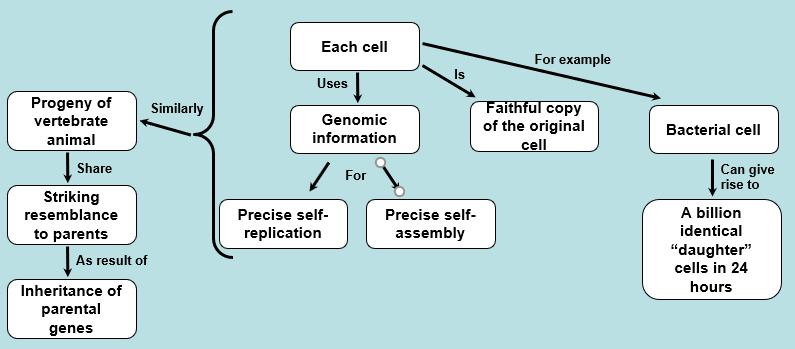 Each cell
For example
Uses
Is
Similarly
Progeny of
vertebrate
animal
Genomic
information
Faithful copy
of the original
cell
Bacterial cell
Share
For
Can give
rise to
Striking
resemblance
to parents
Precise self-
replication
Precise self-
assembly
A billion
identical
“daughter”
cells in 24
hours
As result of
Inheritance of
parental
genes